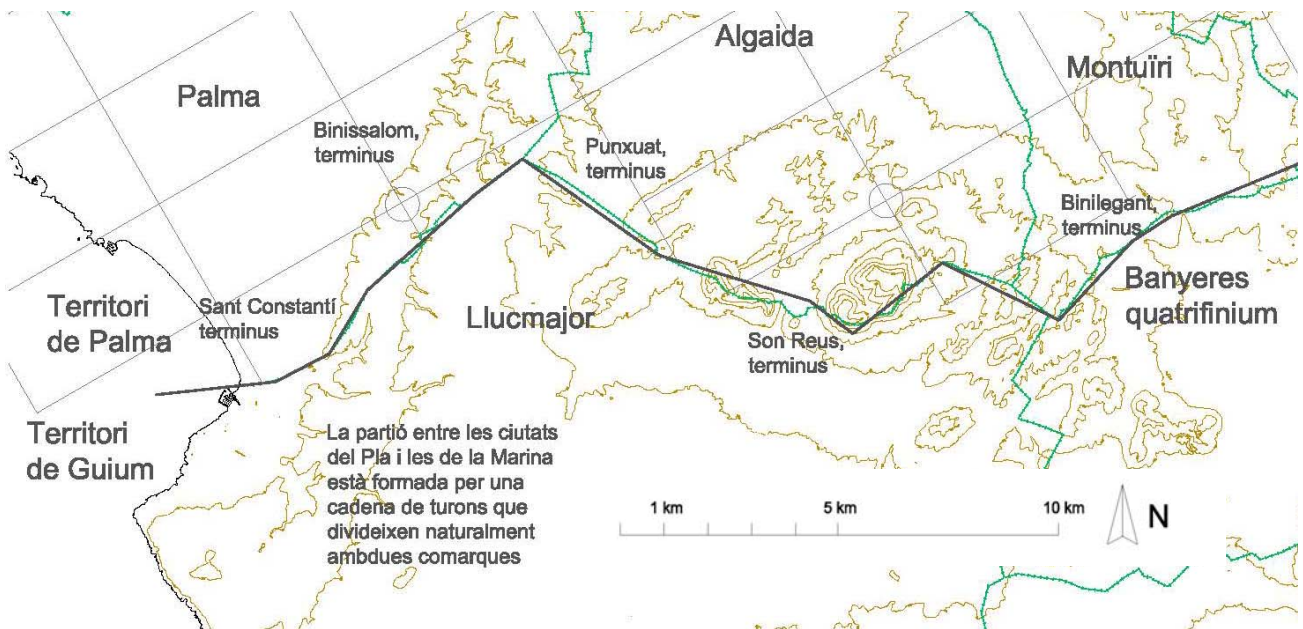 Algaida
Montuïri
Palma
Binissalom,
terminus
Punxuat,
terminus
Binilegant,
terminus
Banyeres
quatrifinium
Territori
de Palma
Sant Constantí
terminus
Llucmajor
Son Reus,
terminus
Territori
de Guium
La partió entre les ciutats
del Pla i les de la Marina
està formada per una
cadena de turons que
divideixen naturalment
ambdues comarques
1 km
5 km
10 km
N